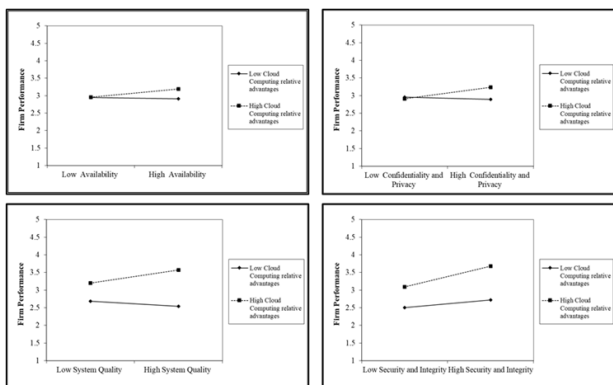 5
4.5
4
3.5
3
2.5
2
1.5
1
Firm Performance
Low Availability
High Availability
Low Cloud
Computing relative
advantages
High Cloud
Computing relative
advantages
5
4.5
4
3.5
3
2.5
2
1.5
1
Firm Performance
Low Confidentiality and
Privacy
High Confidentiality and
Privacy
Low Cloud
Computing relative
advantages
High Cloud
Computing relative
advantages
5
4.5
4
3.5
3
2.5
2
1.5
1
Firm Performance
Low System Quality
High System Quality
Low Cloud
Computing relative
advantages
High Cloud
Computing relative
advantages
5
4.5
4
3.5
3
2.5
2
1.5
1
Firm Performance
Low Security and Integrity
High Security and Integrity
Low Cloud
Computing relative
advantages
High Cloud
Computing relative
advantages